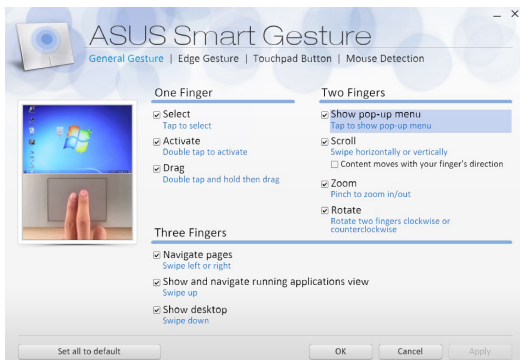 ASUS Smart Gesture
General Gesture | Edge Gesture | Touchpad Button | Mouse Detection
One Finger
Select
Tap to select
Activate
Double tap to activate
Drag
Double tap and hold then drag
Two Fingers
Show pop-up menu
Tap to show pop-up menu
Scroll
Swipe horizontally or vertically
Content moves with your finger's direction
Zoom
Pinch to zoom in/out
Rotate
Rotate two fingers clockwise or
counterclockwise
Three Fingers
Navigate pages
Swipe left or right
Show and navigate running applications view
Swipe up
Show desktop
Swipe down
Set all to default
OK
Cancel
Apply